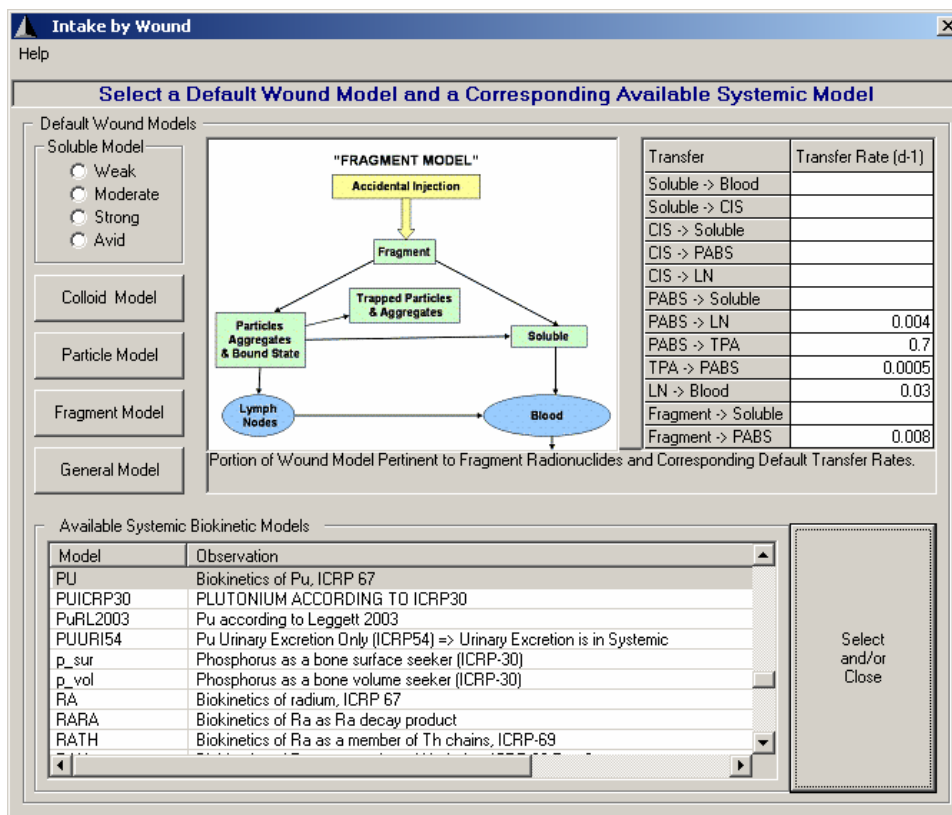 Intake by Wound
Help
Select a Default Wound Model and a Corresponding Available Systemic Model
Default Wound Models
Soluble Model
Weak
Moderate
Strong
Avid
Colloid Model
Particle Model
Fragment Model
General Model
"FRAGMENT MODEL"
Accidental Injection
Fragment
Trapped Particles
& Aggregates
Particles
Aggregates
& Bound State
Soluble
Lymph
Nodes
Blood
Portion of Wound Model Pertinent to Fragment Radionuclides and Corresponding Default Transfer Rates.
Transfer Transfer Rate (d-1)
Soluble -> Blood
Soluble -> CIS
CIS -> Soluble
CIS -> PABS
CIS -> LN
PABS -> Soluble
PABS -> LN 0.004
PABS -> TPA 0.7
TPA -> PABS 0.0005
LN -> Blood 0.03
Fragment -> Soluble
Fragment -> PABS 0.008
Available Systemic Biokinetic Models
Model Observation
PU Biokinetics of Pu, ICRP 67
PUICRP30 PLUTONIUM ACCORDING TO ICRP30
PuRL2003 Pu according to Leggett 2003
PUURI54 Pu Urinary Excretion Only (ICRP54) => Urinary Excretion is in Systemic
p_sur Phosphorus as a bone surface seeker (ICRP-30)
p_vol Phosphorus as a bone volume seeker (ICRP-30)
RA Biokinetics of radium, ICRP 67
RARA Biokinetics of Ra as Ra decay product
RATH Biokinetics of Ra as a member of Th chains, ICRP-69
Select
and/or
Close